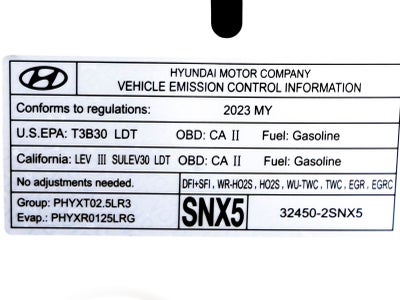 HYUNDAI MOTOR COMPANY
VEHICLE EMISSION CONTROL INFORMATION
Conforms to regulations: 2023 MY
U.S.EPA: T3B30 LDT OBD: CA II Fuel: Gasoline
California: LEV III SULEV30 LDT OBD: CA II Fuel: Gasoline
No adjustments needed. DFI+SFI, WR-HO2S, HO2S, WU-TWC, TWC, EGR, EGRC
Group: PHYXT02.5LR3
Evap.: PHYXR0125LRG
SNX5
32450-2SNX5